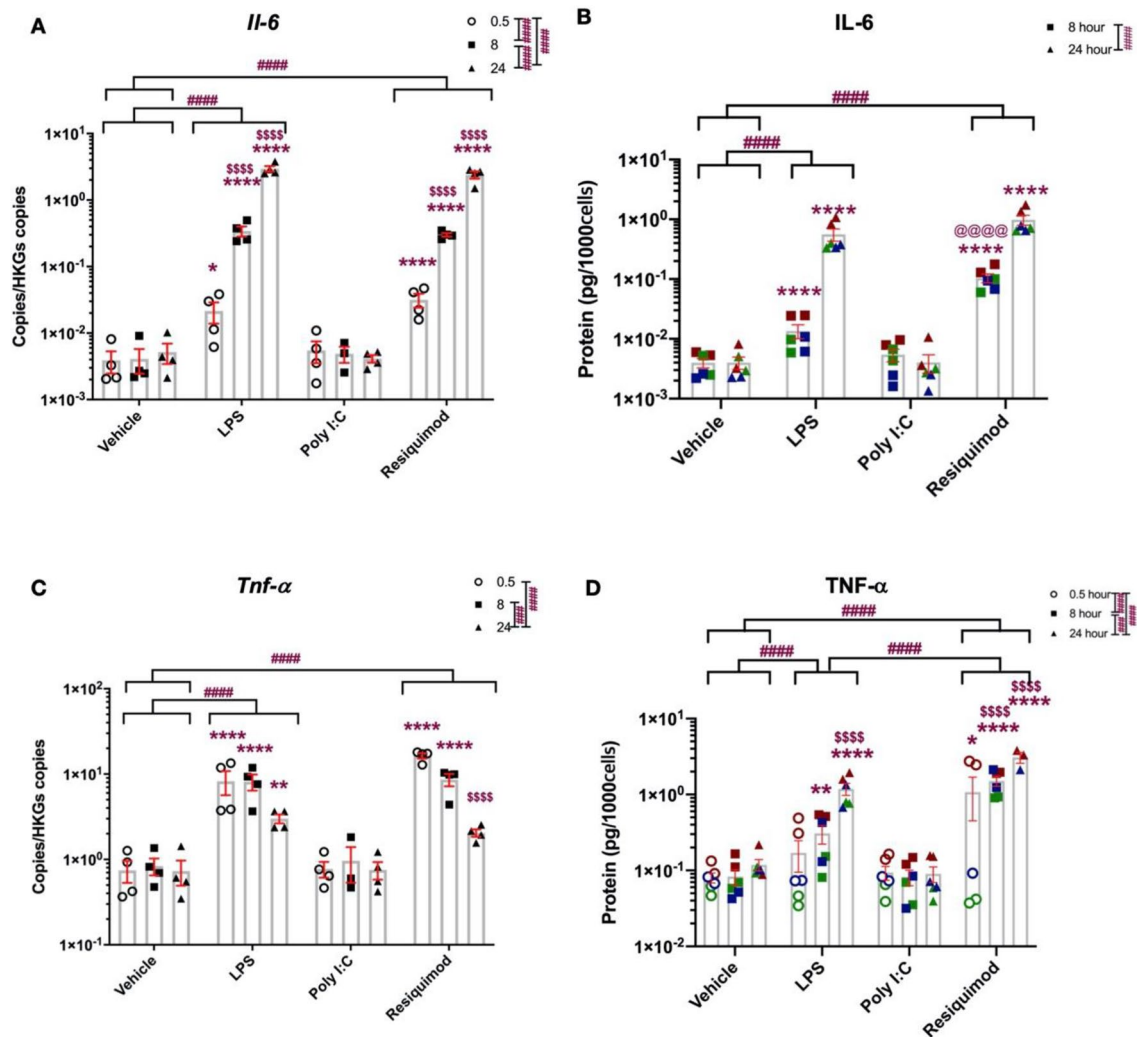 A
Il-6
0.5
8
24
####
####
####
####
####
Copies/HKGs copies
1×10¹
1×10⁰
1×10⁻¹
1×10⁻²
1×10⁻³
*
$$$$
****
$$$$
****
****
$$$$
****
$$$$
****
Vehicle
LPS
Poly I:C
Resiquimod
B
IL-6
8 hour
24 hour
####
####
####
Protein (pg/1000cells)
1×10¹
1×10⁰
1×10⁻¹
1×10⁻²
1×10⁻³
****
****
@@@@
****
****
Vehicle
LPS
Poly I:C
Resiquimod
C
Tnf-α
0.5
8
24
####
####
####
Copies/HKGs copies
1×10²
1×10¹
1×10⁰
1×10⁻¹
****
****
**
****
****
$$$$
Vehicle
LPS
Poly I:C
Resiquimod
D
TNF-α
0.5 hour
8 hour
24 hour
####
####
####
Protein (pg/1000cells)
1×10¹
1×10⁰
1×10⁻¹
1×10⁻²
**
$$$$
****
*
$$$$
****
$$$$
****
Vehicle
LPS
Poly I:C
Resiquimod